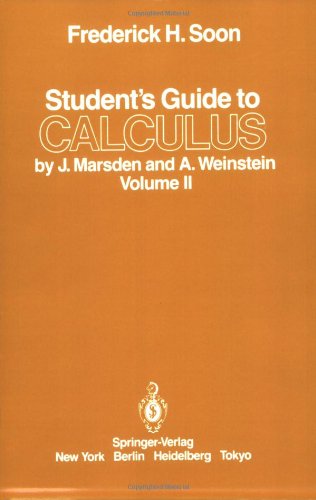 Frederick H. Soon
Student's Guide to
CALCULUS
by J. Marsden and A. Weinstein
Volume II
Springer-Verlag
New York Berlin Heidelberg Tokyo